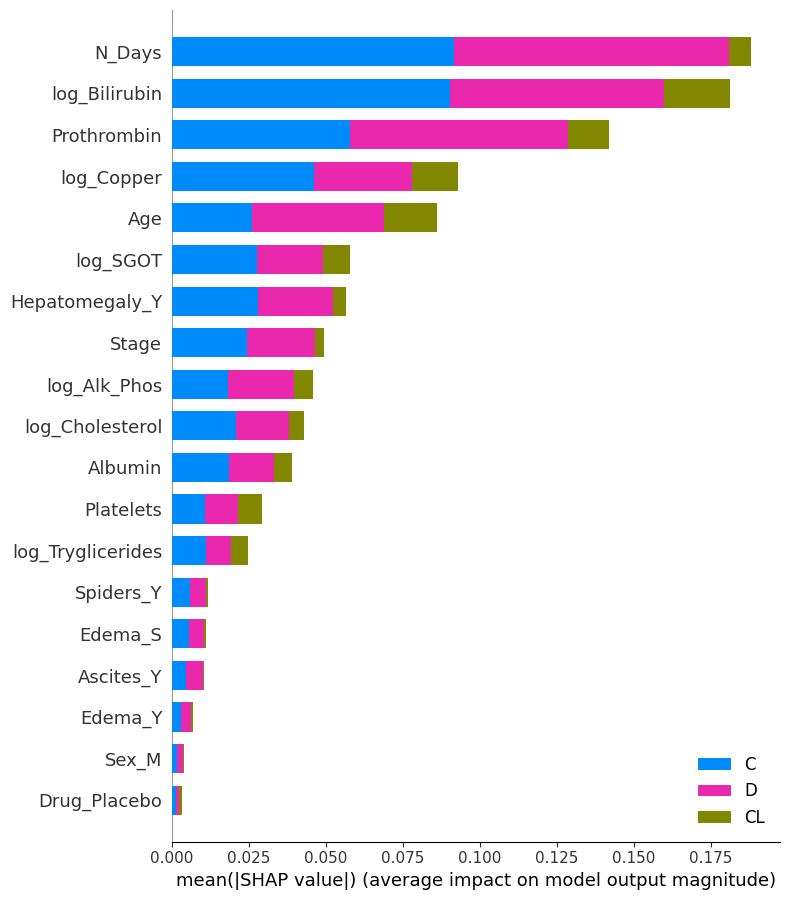 N_Days
log_Bilirubin
Prothrombin
log_Copper
Age
log_SGOT
Hepatomegaly_Y
Stage
log_Alk_Phos
log_Cholesterol
Albumin
Platelets
log_Tryglicerides
Spiders_Y
Edema_S
Ascites_Y
Edema_Y
Sex_M
Drug_Placebo
C
D
CL
0.000 0.025 0.050 0.075 0.100 0.125 0.150 0.175
mean(|SHAP value|) (average impact on model output magnitude)